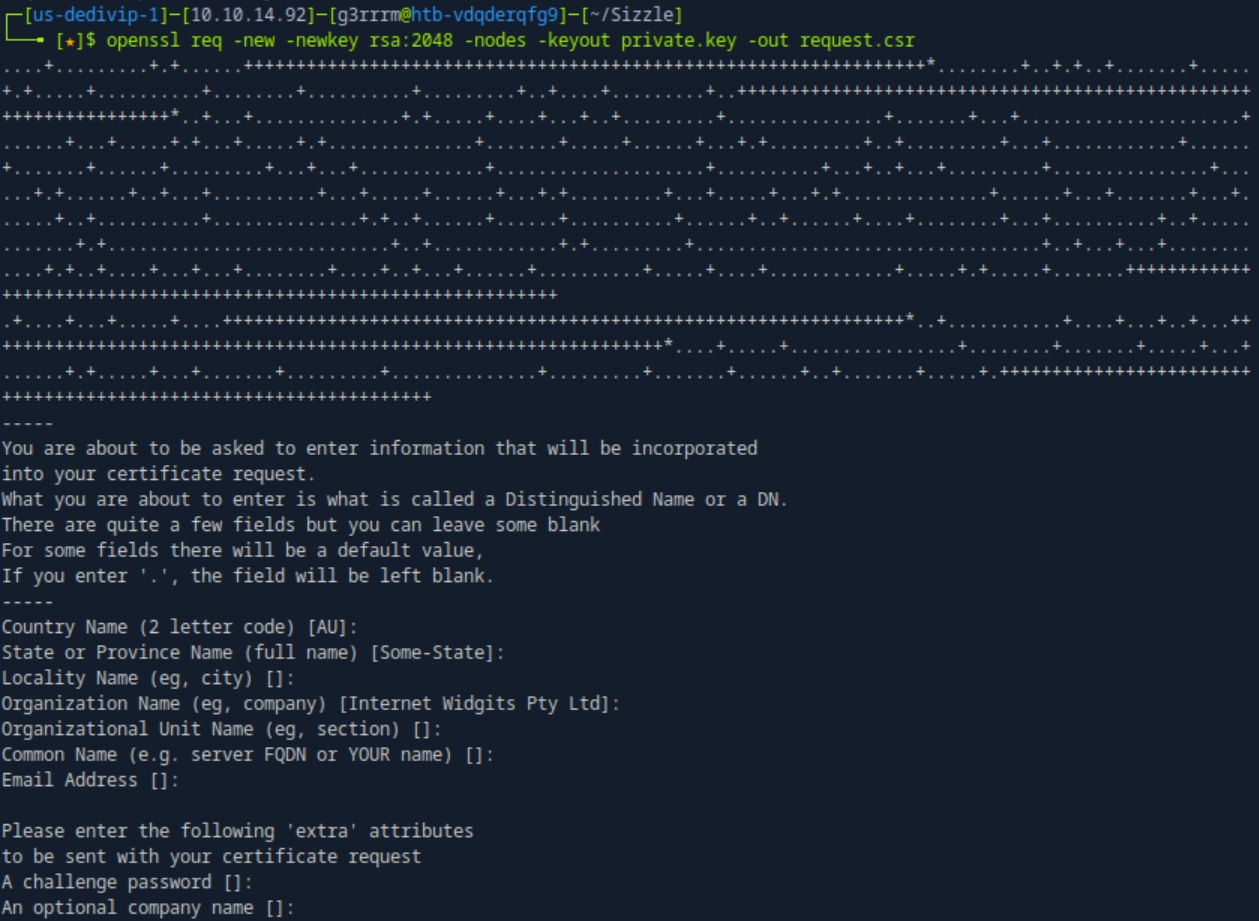 ┌─[us-dedivip-1]─[10.10.14.92]─[g3rrrm@htb-vdqderqfg9]─[~/Sizzle]
└──╼ [★]$ openssl req -new -newkey rsa:2048 -nodes -keyout private.key -out request.csr
-----
You are about to be asked to enter information that will be incorporated
into your certificate request.
What you are about to enter is what is called a Distinguished Name or a DN.
There are quite a few fields but you can leave some blank
For some fields there will be a default value,
If you enter '.', the field will be left blank.
-----
Country Name (2 letter code) [AU]:
State or Province Name (full name) [Some-State]:
Locality Name (eg, city) []:
Organization Name (eg, company) [Internet Widgits Pty Ltd]:
Organizational Unit Name (eg, section) []:
Common Name (e.g. server FQDN or YOUR name) []:
Email Address []:

Please enter the following 'extra' attributes
to be sent with your certificate request
A challenge password []:
An optional company name []: